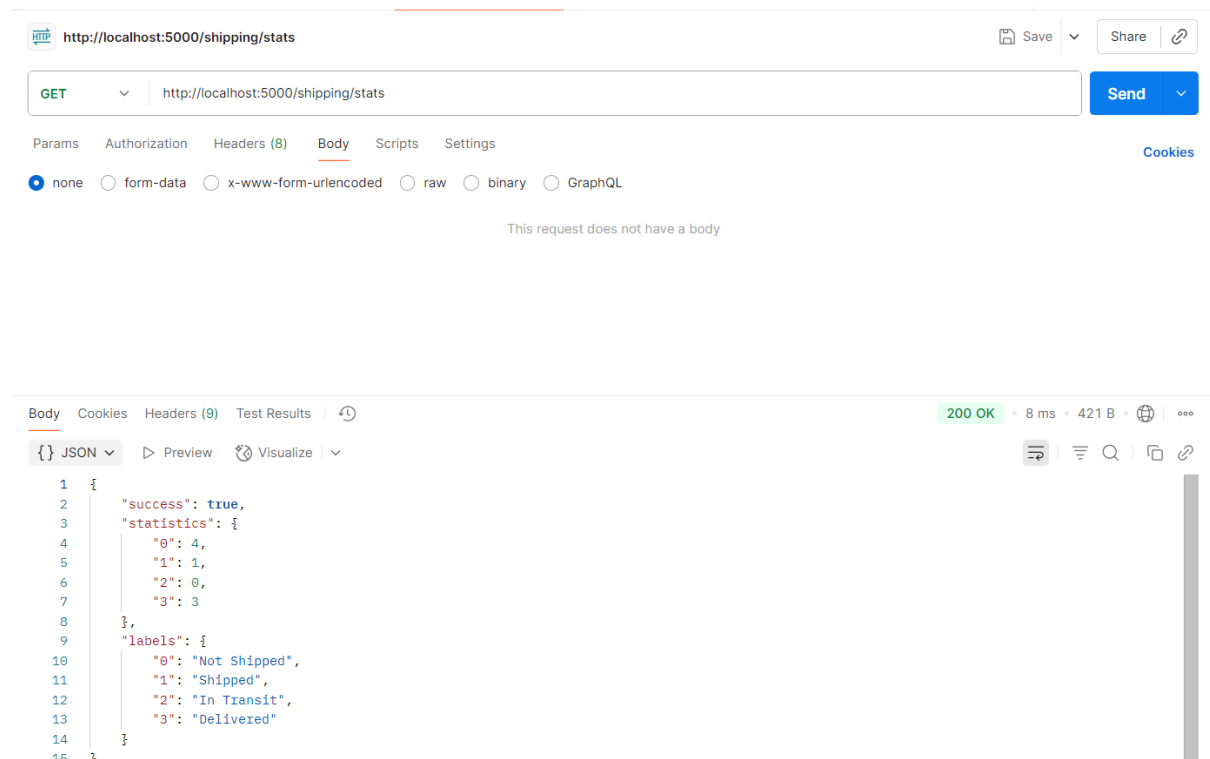 HTTP http://localhost:5000/shipping/stats Save Share
GET http://localhost:5000/shipping/stats Send
Params Authorization Headers (8) Body Scripts Settings Cookies
none form-data x-www-form-urlencoded raw binary GraphQL
This request does not have a body
Body Cookies Headers (9) Test Results 200 OK • 8 ms • 421 B •
{} JSON Preview Visualize
1 {
2 "success": true,
3 "statistics": {
4 "0": 4,
5 "1": 1,
6 "2": 0,
7 "3": 3
8 },
9 "labels": {
10 "0": "Not Shipped",
11 "1": "Shipped",
12 "2": "In Transit",
13 "3": "Delivered"
14 }
15 }